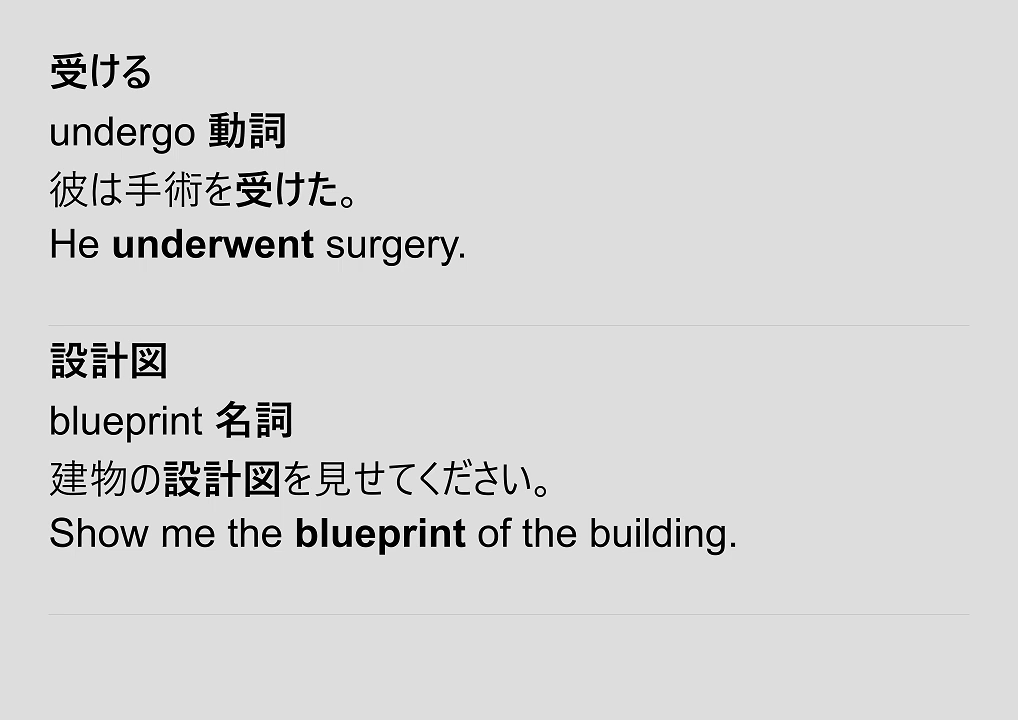 受ける
undergo 動詞
彼は手術を受けた。
He underwent surgery.
設計図
blueprint 名詞
建物の設計図を見せてください。
Show me the blueprint of the building.